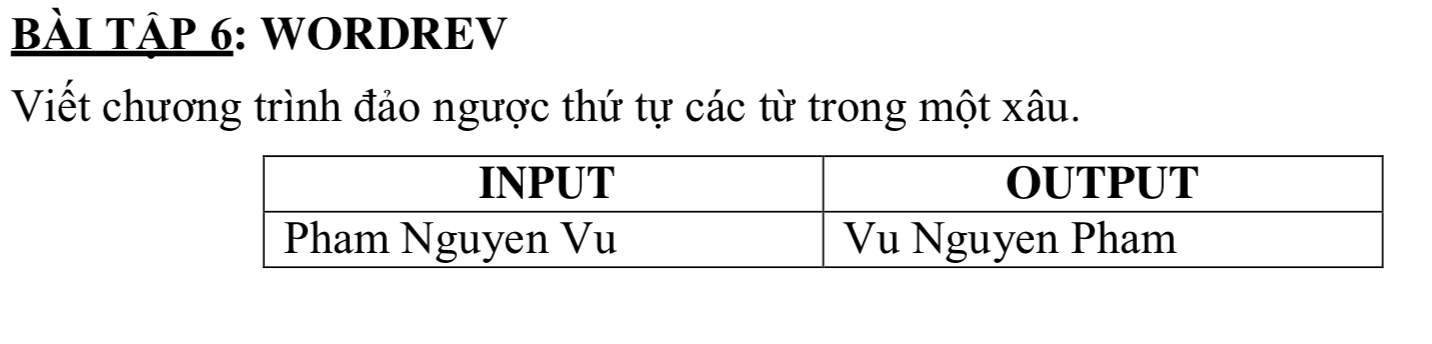 BÀI TẬP 6: WORDREV
Viết chương trình đảo ngược thứ tự các từ trong một xâu.
INPUT OUTPUT
Pham Nguyen Vu Vu Nguyen Pham